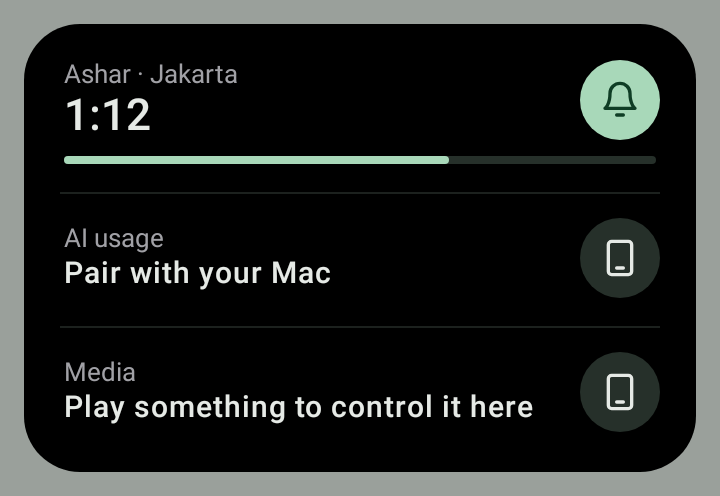 Ashar · Jakarta
1:12
AI usage
Pair with your Mac
Media
Play something to control it here